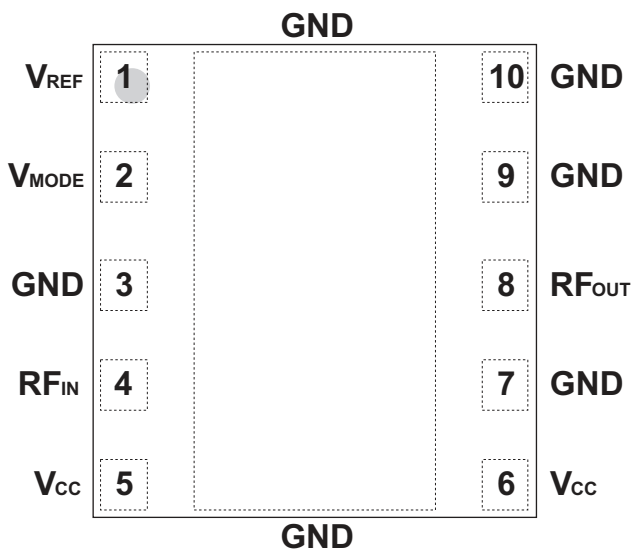 GND
VREF 1 10 GND
VMODE 2 9 GND
GND 3 8 RFOUT
RFIN 4 7 GND
VCC 5 6 VCC
GND